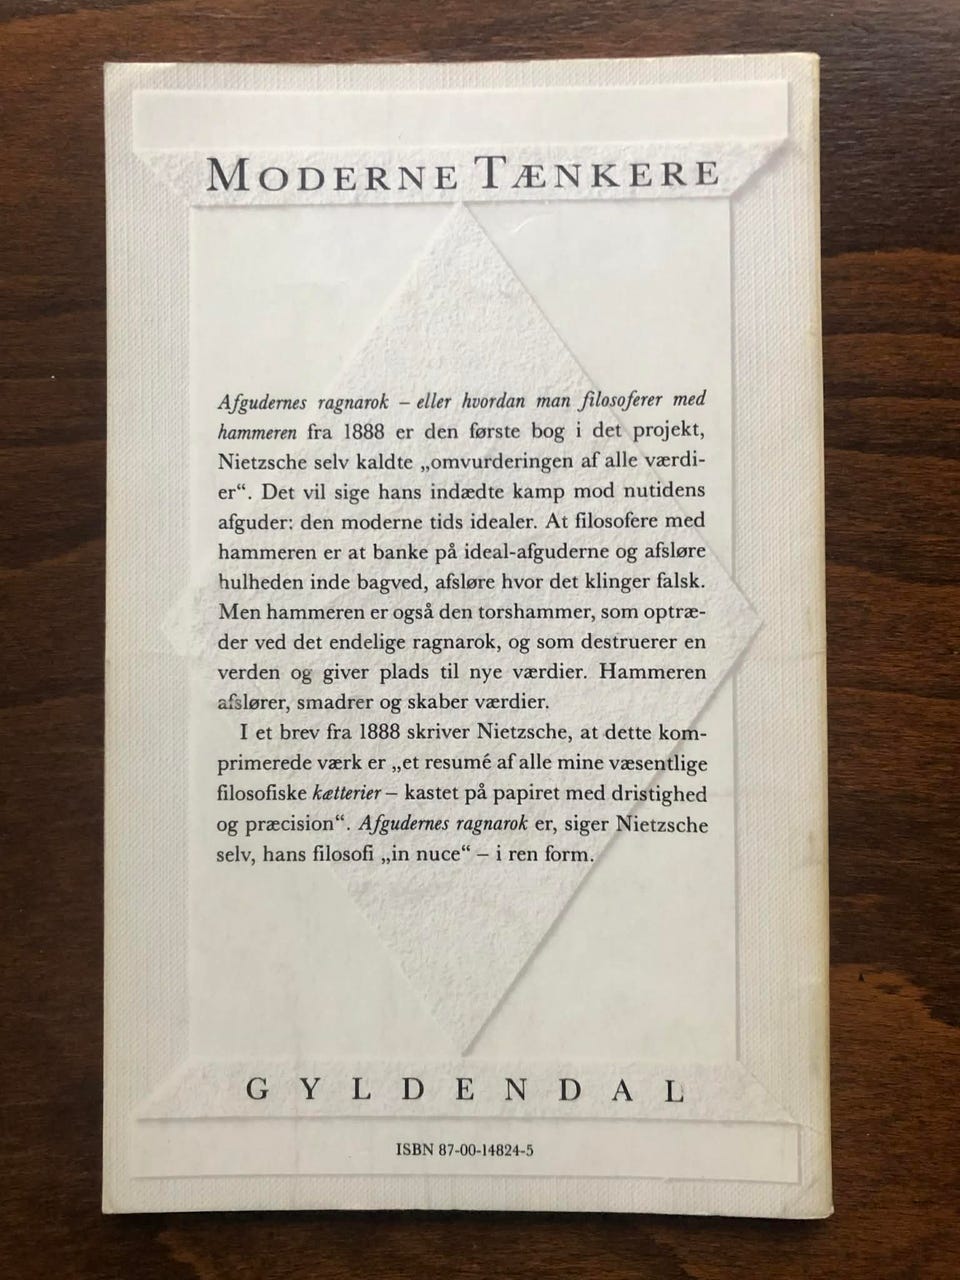 MODERNE TÆNKERE
Afgudernes ragnarok – eller hvordan man filosoferer med
hammeren fra 1888 er den første bog i det projekt,
Nietzsche selv kaldte „omvurderingen af alle værdi-
er“. Det vil sige hans indædte kamp mod nutidens
afguder: den moderne tids idealer. At filosofere med
hammeren er at banke på ideal-afguderne og afsløre
hulheden inde bagved, afsløre hvor det klinger falsk.
Men hammeren er også den torshammer, som optræ-
der ved det endelige ragnarok, og som destruerer en
verden og giver plads til nye værdier. Hammeren
afslører, smadrer og skaber værdier.
I et brev fra 1888 skriver Nietzsche, at dette kom-
primerede værk er „et resumé af alle mine væsentlige
filosofiske kætterier – kastet på papiret med dristighed
og præcision“. Afgudernes ragnarok er, siger Nietzsche
selv, hans filosofi „in nuce“ – i ren form.
GYLDENDAL
ISBN 87-00-14824-5